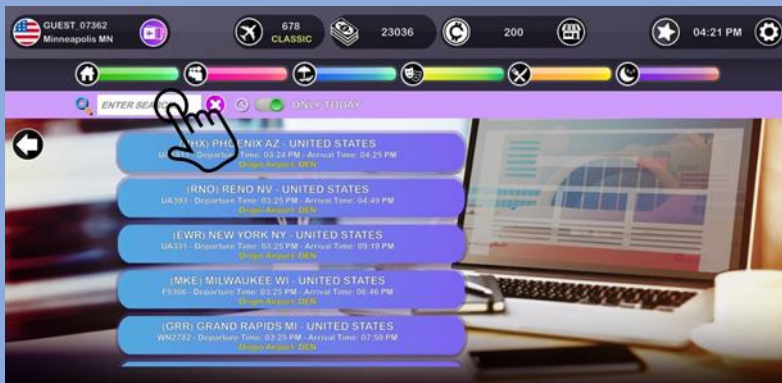 GUEST_07362
Minneapolis MN
678
CLASSIC
23036
200
04:21 PM
ENTER
ONLY TODAY
PHOENIX AZ - UNITED STATES
Departure Time: 03:24 PM - Arrival Time: 04:25 PM
Origin Airport: DEN
(RNO) RENO NV - UNITED STATES
UA393 - Departure Time: 03:25 PM - Arrival Time: 04:49 PM
Origin Airport: DEN
(EWR) NEW YORK NY - UNITED STATES
UA331 - Departure Time: 03:25 PM - Arrival Time: 09:19 PM
Origin Airport: DEN
(MKE) MILWAUKEE WI - UNITED STATES
F9366 - Departure Time: 03:25 PM - Arrival Time: 06:46 PM
Origin Airport: DEN
(GRR) GRAND RAPIDS MI - UNITED STATES
WN2782 - Departure Time: 03:25 PM - Arrival Time: 07:50 PM
Origin Airport: DEN